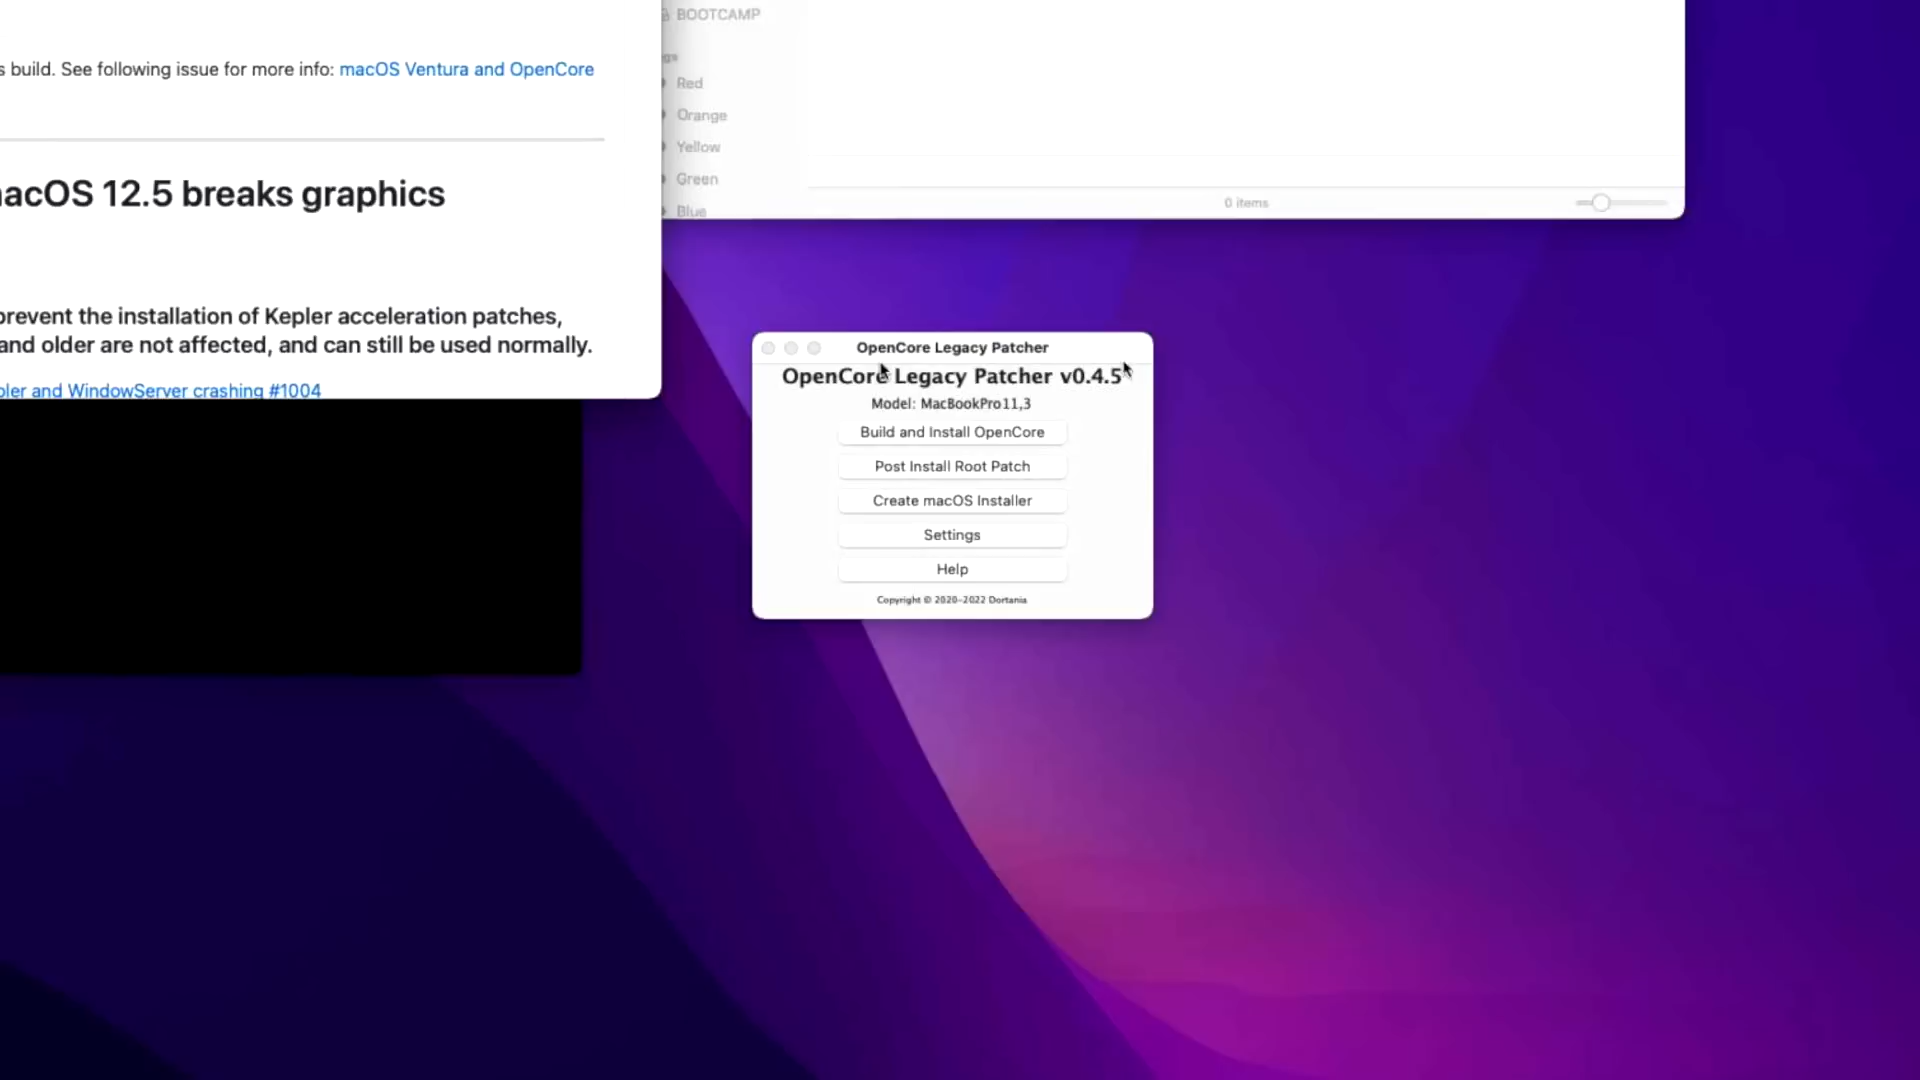 s build. See following issue for more info: macOS Ventura and OpenCore
acOS 12.5 breaks graphics
prevent the installation of Kepler acceleration patches,
and older are not affected, and can still be used normally.
pler and WindowServer crashing #1004
BOOTCAMP
gs
Red
Orange
Yellow
Green
Blue
0 items
OpenCore Legacy Patcher
OpenCore Legacy Patcher v0.4.5
Model: MacBookPro11,3
Build and Install OpenCore
Post Install Root Patch
Create macOS Installer
Settings
Help
Copyright © 2020-2022 Dortania